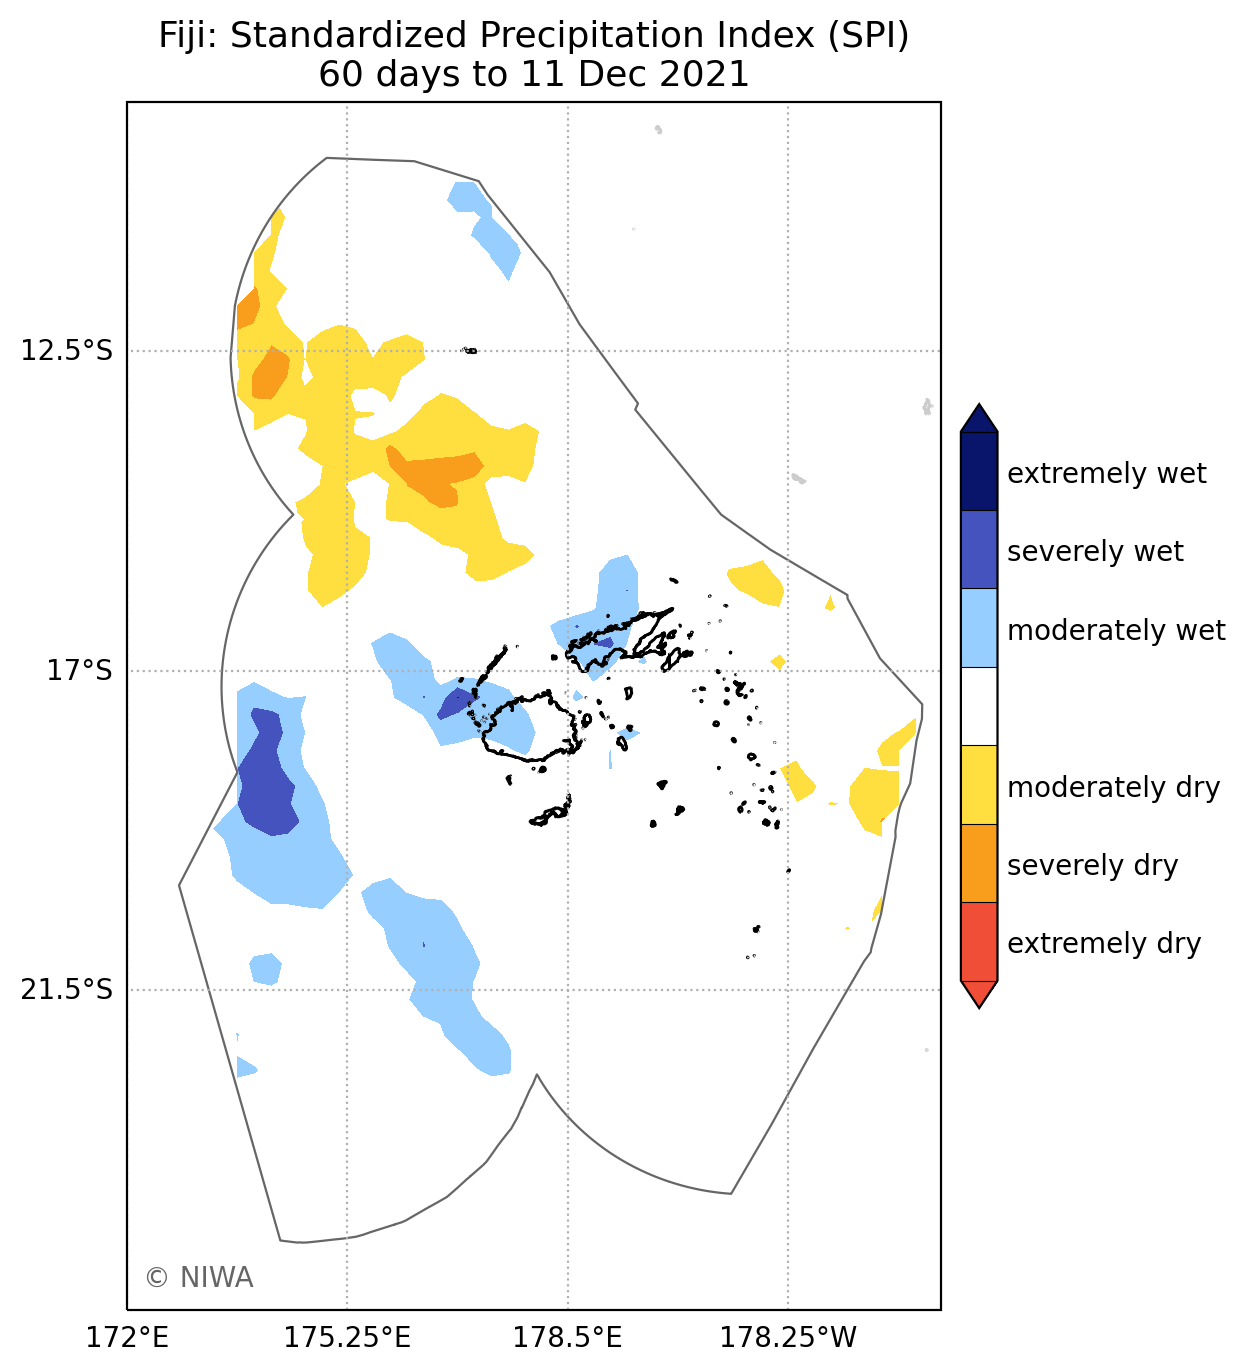 Fiji: Standardized Precipitation Index (SPI)
60 days to 11 Dec 2021
12.5°S
17°S
21.5°S
172°E
175.25°E
178.5°E
178.25°W
extremely wet
severely wet
moderately wet
moderately dry
severely dry
extremely dry
© NIWA